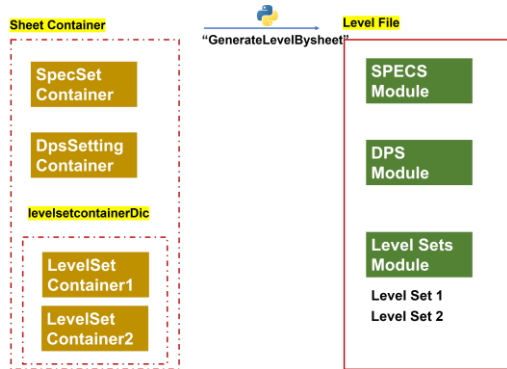 Sheet Container
SpecSet
Container
DpsSetting
Container
levelsetcontainerDic
LevelSet
Container1
LevelSet
Container2
“GenerateLevelBysheet”
Level File
SPECS
Module
DPS
Module
Level Sets
Module
Level Set 1
Level Set 2